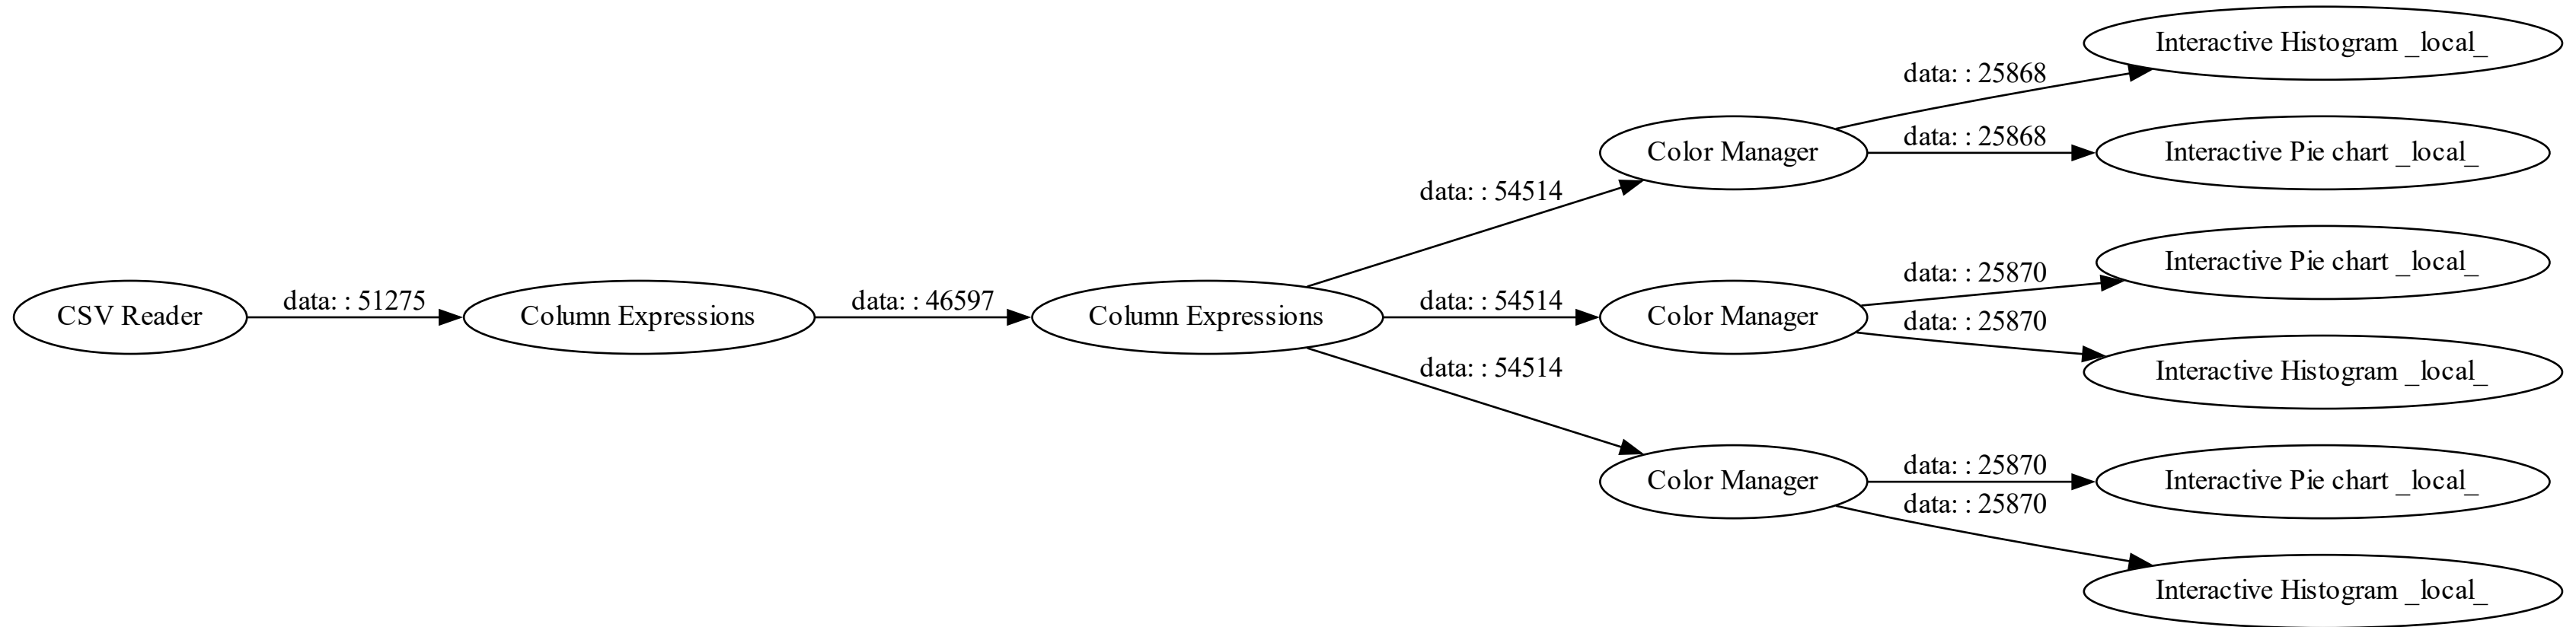 CSV Reader
data: : 51275
Column Expressions
data: : 46597
Column Expressions
data: : 54514
data: : 54514
data: : 54514
Color Manager
data: : 25868
Interactive Histogram _local_
data: : 25868
Interactive Pie chart _local_
Color Manager
data: : 25870
Interactive Pie chart _local_
data: : 25870
Interactive Histogram _local_
Color Manager
data: : 25870
Interactive Pie chart _local_
data: : 25870
Interactive Histogram _local_